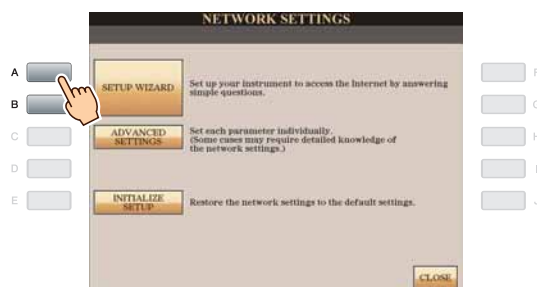 NETWORK SETTINGS
A
B
C
D
E
SETUP WIZARD
Set up your instrument to access the Internet by answering
simple questions.
ADVANCED
SETTINGS
Set each parameter individually.
(Some cases may require detailed knowledge of
the network settings.)
INITIALIZE
SETUP
Restore the network settings to the default settings.
CLOSE